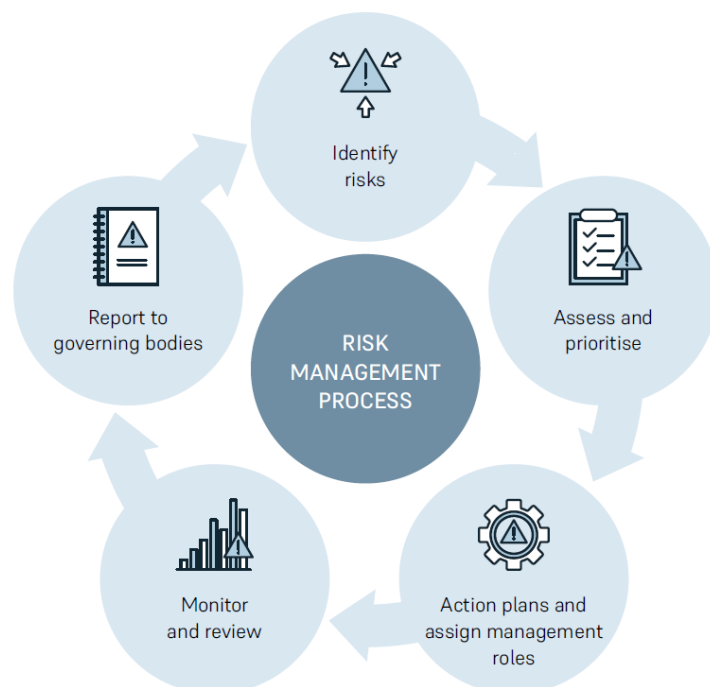 Identify
risks
Assess and
prioritise
Action plans and
assign management
roles
Monitor
and review
Report to
governing bodies
RISK
MANAGEMENT
PROCESS